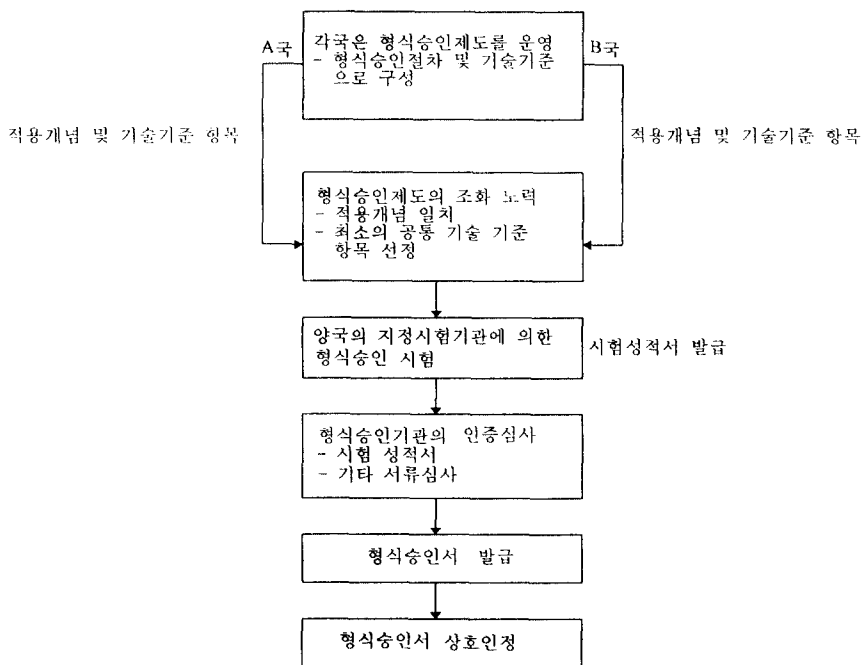 A국
각국은 형식승인제도를 운영
B국
- 형식승인절차 및 기술기준
으로 구성
적용개념 및 기술기준 항목
적용개념 및 기술기준 항목
형식승인제도의 조화 노력
- 적용개념 일치
- 최소의 공통 기술 기준
항목 선정
양국의 지정시험기관에 의한
형식승인 시험
시험성적서 발급
형식승인기관의 인증심사
- 시험 성적서
- 기타 서류심사
형식승인서 발급
형식승인서 상호인정